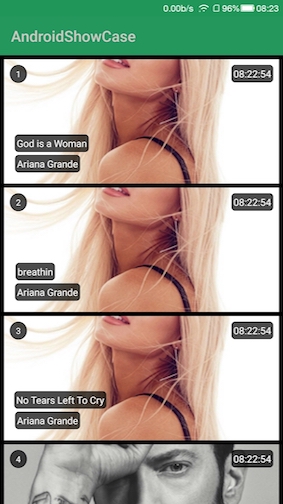 0.00b/s 96% 08:23
AndroidShowCase
1 08:22:54
God is a Woman
Ariana Grande
2 08:22:54
breathin
Ariana Grande
3 08:22:54
No Tears Left To Cry
Ariana Grande
4 08:22:54